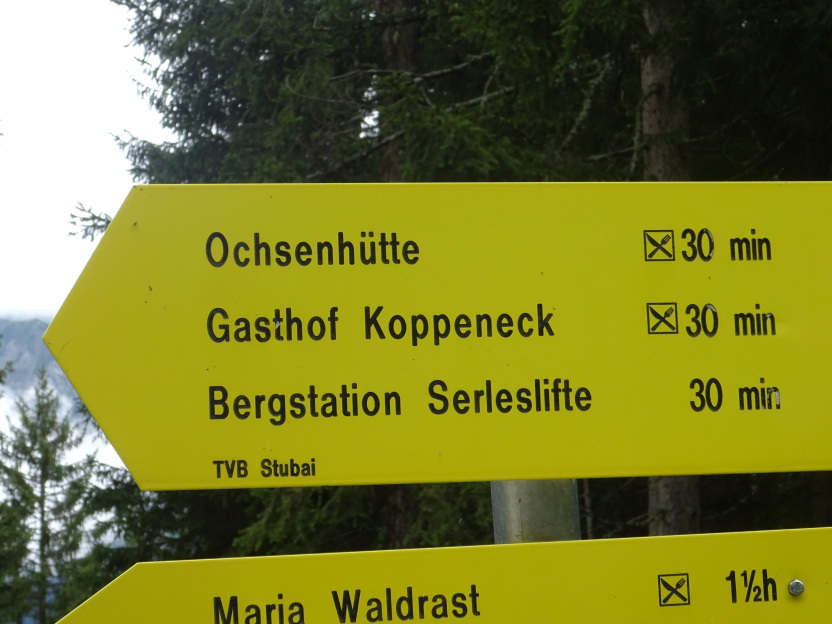 Ochsenhütte 30 min
Gasthof Koppeneck 30 min
Bergstation Serleslifte 30 min
TVB Stubai
Maria Waldrast 1½h